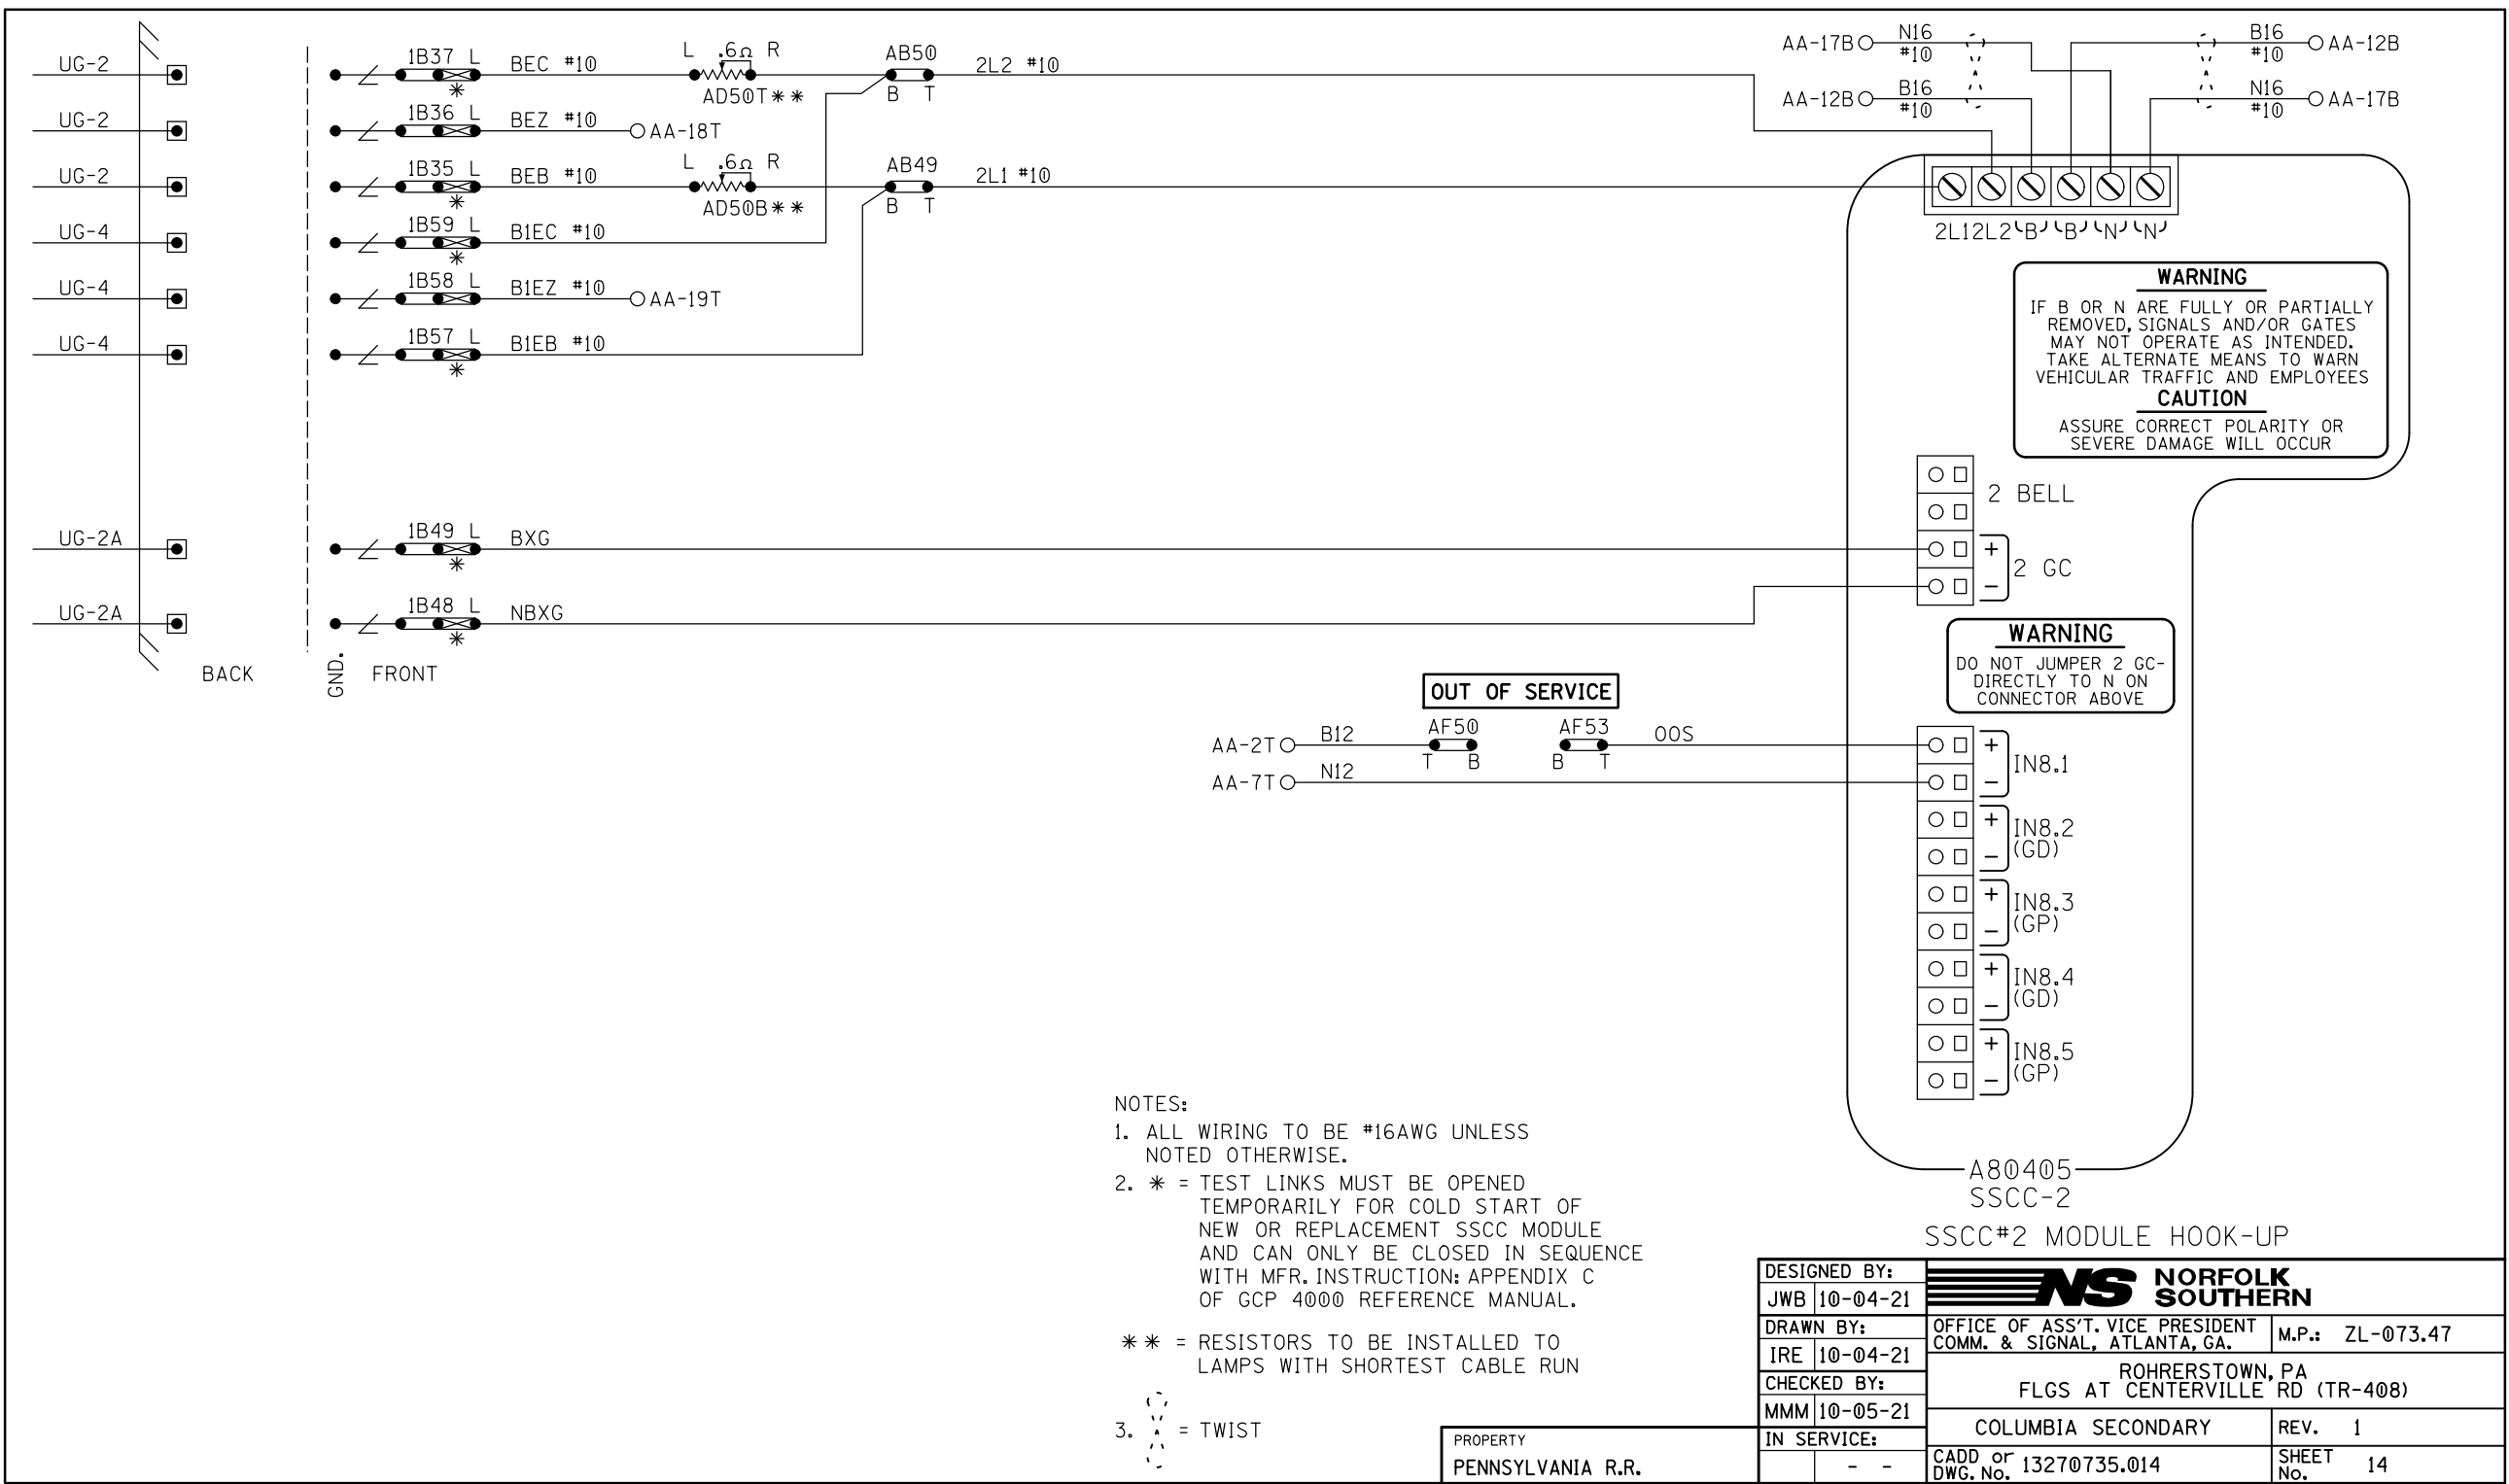 UG-2
1B37 L
BEC #10
L .6Ω R
AD50T**
AB50
B T
2L2 #10
UG-2
1B36 L
BEZ #10
AA-18T
UG-2
1B35 L
BEB #10
L .6Ω R
AD50B**
AB49
B T
2L1 #10
UG-4
1B59 L
B1EC #10
UG-4
1B58 L
B1EZ #10
AA-19T
UG-4
1B57 L
B1EB #10
UG-2A
1B49 L
BXG
UG-2A
1B48 L
NBXG
BACK
GND.
FRONT
AA-17B
N16
#10
AA-12B
B16
#10
B16
#10
AA-12B
N16
#10
AA-17B
2L1 2L2 B B N N
WARNING
IF B OR N ARE FULLY OR PARTIALLY
REMOVED, SIGNALS AND/OR GATES
MAY NOT OPERATE AS INTENDED.
TAKE ALTERNATE MEANS TO WARN
VEHICULAR TRAFFIC AND EMPLOYEES
CAUTION
ASSURE CORRECT POLARITY OR
SEVERE DAMAGE WILL OCCUR
2 BELL
+
2 GC
-
WARNING
DO NOT JUMPER 2 GC-
DIRECTLY TO N ON
CONNECTOR ABOVE
OUT OF SERVICE
AA-2T
B12
AF50
T B
AF53
B T
OOS
AA-7T
N12
+
IN8.1
-
+
IN8.2
(GD)
-
+
IN8.3
(GP)
-
+
IN8.4
(GD)
-
+
IN8.5
(GP)
-
A80405
SSCC-2
SSCC#2 MODULE HOOK-UP
NOTES:
1. ALL WIRING TO BE #16AWG UNLESS
NOTED OTHERWISE.
2. * = TEST LINKS MUST BE OPENED
TEMPORARILY FOR COLD START OF
NEW OR REPLACEMENT SSCC MODULE
AND CAN ONLY BE CLOSED IN SEQUENCE
WITH MFR. INSTRUCTION: APPENDIX C
OF GCP 4000 REFERENCE MANUAL.
** = RESISTORS TO BE INSTALLED TO
LAMPS WITH SHORTEST CABLE RUN
3. = TWIST
PROPERTY
PENNSYLVANIA R.R.
DESIGNED BY:
JWB 10-04-21
DRAWN BY:
IRE 10-04-21
CHECKED BY:
MMM 10-05-21
IN SERVICE:
- -
NS NORFOLK
SOUTHERN
OFFICE OF ASS'T. VICE PRESIDENT
COMM. & SIGNAL, ATLANTA, GA.
M.P.: ZL-073.47
ROHRERSTOWN, PA
FLGS AT CENTERVILLE RD (TR-408)
COLUMBIA SECONDARY
REV. 1
CADD or
DWG. No. 13270735.014
SHEET
No. 14